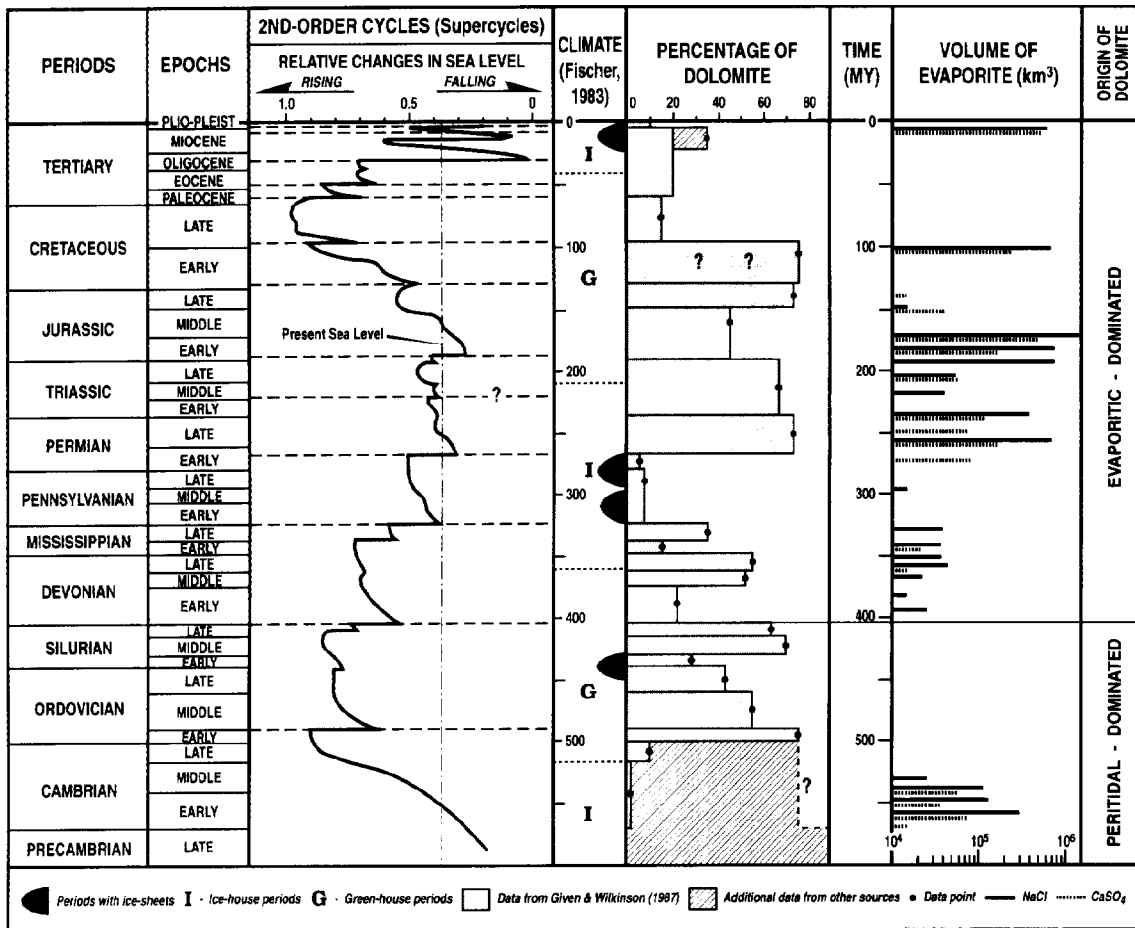 PERIODS
EPOCHS
2ND-ORDER CYCLES (Supercycles)
RELATIVE CHANGES IN SEA LEVEL
RISING
FALLING
1.0
0.5
0
CLIMATE
(Fischer,
1983)
PERCENTAGE OF
DOLOMITE
0 20 40 60 80
TIME
(MY)
VOLUME OF
EVAPORITE (km³)
ORIGIN OF
DOLOMITE
TERTIARY
PLIO-PLEIST
MIOCENE
OLIGOCENE
EOCENE
PALEOCENE
CRETACEOUS
LATE
EARLY
JURASSIC
LATE
MIDDLE
EARLY
TRIASSIC
LATE
MIDDLE
EARLY
PERMIAN
LATE
EARLY
PENNSYLVANIAN
LATE
MIDDLE
EARLY
MISSISSIPPIAN
LATE
EARLY
DEVONIAN
LATE
MIDDLE
EARLY
SILURIAN
LATE
MIDDLE
EARLY
ORDOVICIAN
LATE
MIDDLE
EARLY
CAMBRIAN
LATE
MIDDLE
EARLY
PRECAMBRIAN
LATE
Present Sea Level
?
0
100
200
300
400
500
I
G
I
G
I
? ?
?
0
100
200
300
400
500
10⁴ 10⁵ 10⁶
EVAPORITIC - DOMINATED
PERITIDAL - DOMINATED
Periods with ice-sheets I - Ice-house periods G - Green-house periods Data from Given & Wilkinson (1987) Additional data from other sources • Data point NaCl CaSO₄